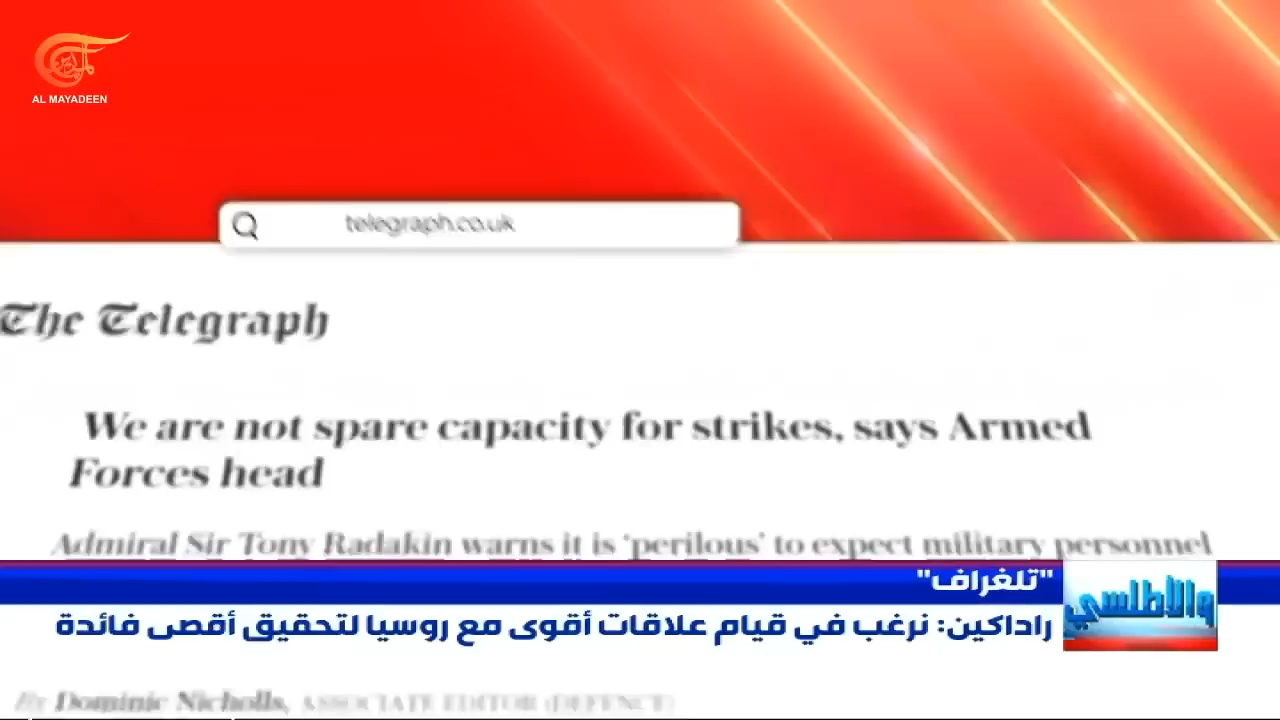 AL MAYADEEN
telegraph.co.uk
The Telegraph
We are not spare capacity for strikes, says Armed
Forces head
Admiral Sir Tony Radakin warns it is 'perilous' to expect military personnel
"تلغراف"
والأطلسي
راداكين: نرغب في قيام علاقات أقوى مع روسيا لتحقيق أقصى فائدة
By Dominic Nicholls, ASSOCIATE EDITOR (DEFENCE)